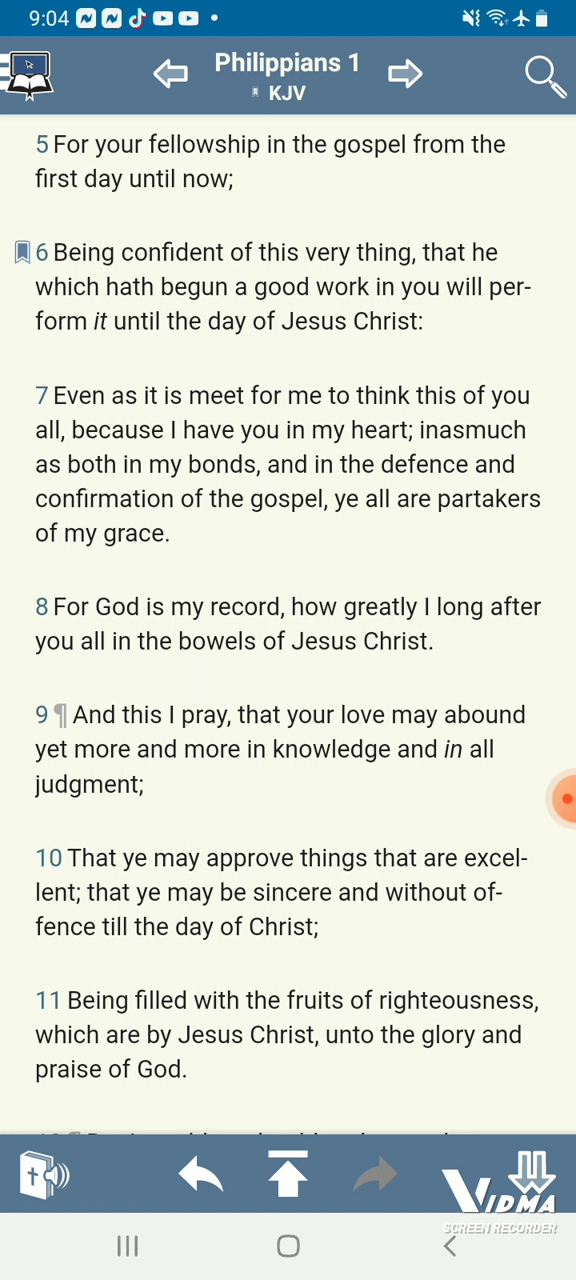 9:04
Philippians 1
KJV
5 For your fellowship in the gospel from the
first day until now;
6 Being confident of this very thing, that he
which hath begun a good work in you will per-
form it until the day of Jesus Christ:
7 Even as it is meet for me to think this of you
all, because I have you in my heart; inasmuch
as both in my bonds, and in the defence and
confirmation of the gospel, ye all are partakers
of my grace.
8 For God is my record, how greatly I long after
you all in the bowels of Jesus Christ.
9 ¶ And this I pray, that your love may abound
yet more and more in knowledge and in all
judgment;
10 That ye may approve things that are excel-
lent; that ye may be sincere and without of-
fence till the day of Christ;
11 Being filled with the fruits of righteousness,
which are by Jesus Christ, unto the glory and
praise of God.
VIDMA
SCREEN RECORDER